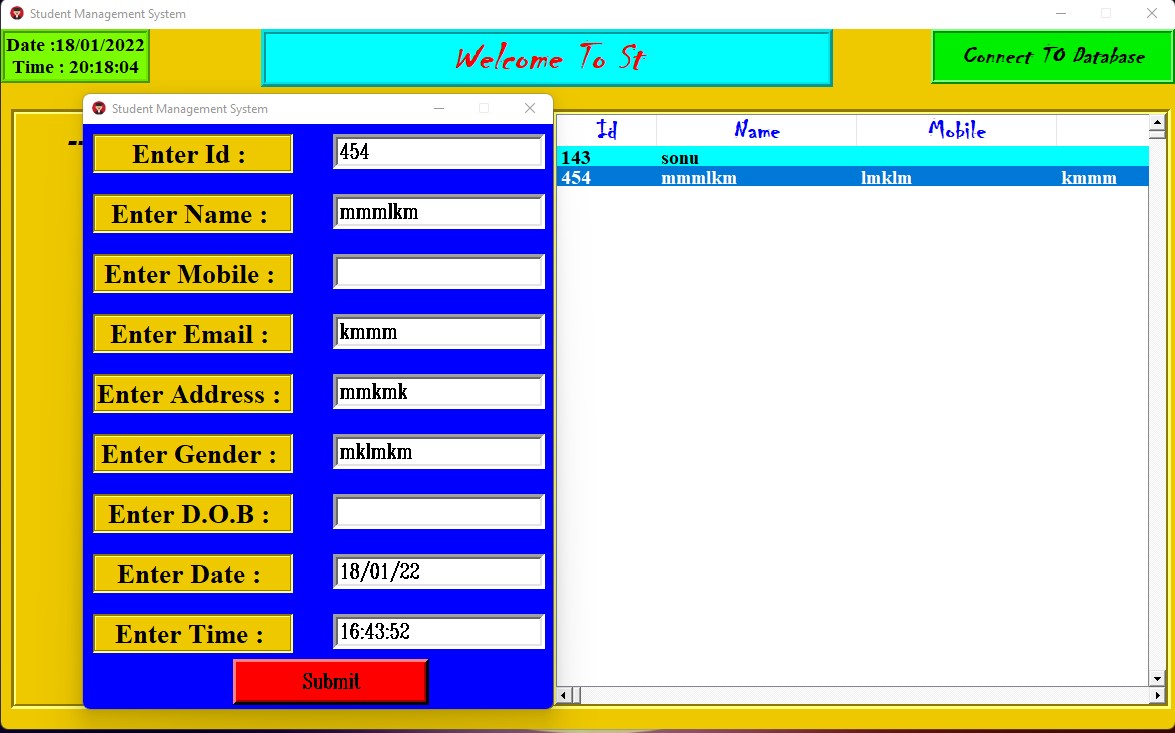 Student Management System
Date :18/01/2022
Time : 20:18:04
Welcome To St
Connect TO Database
Student Management System
--
Enter Id :
454
Enter Name :
mmmlkm
Enter Mobile :
Enter Email :
kmmm
Enter Address :
mmkmk
Enter Gender :
mklmkm
Enter D.O.B :
Enter Date :
18/01/22
Enter Time :
16:43:52
Submit
Id Name Mobile
143 sonu
454 mmmlkm lmklm kmmm